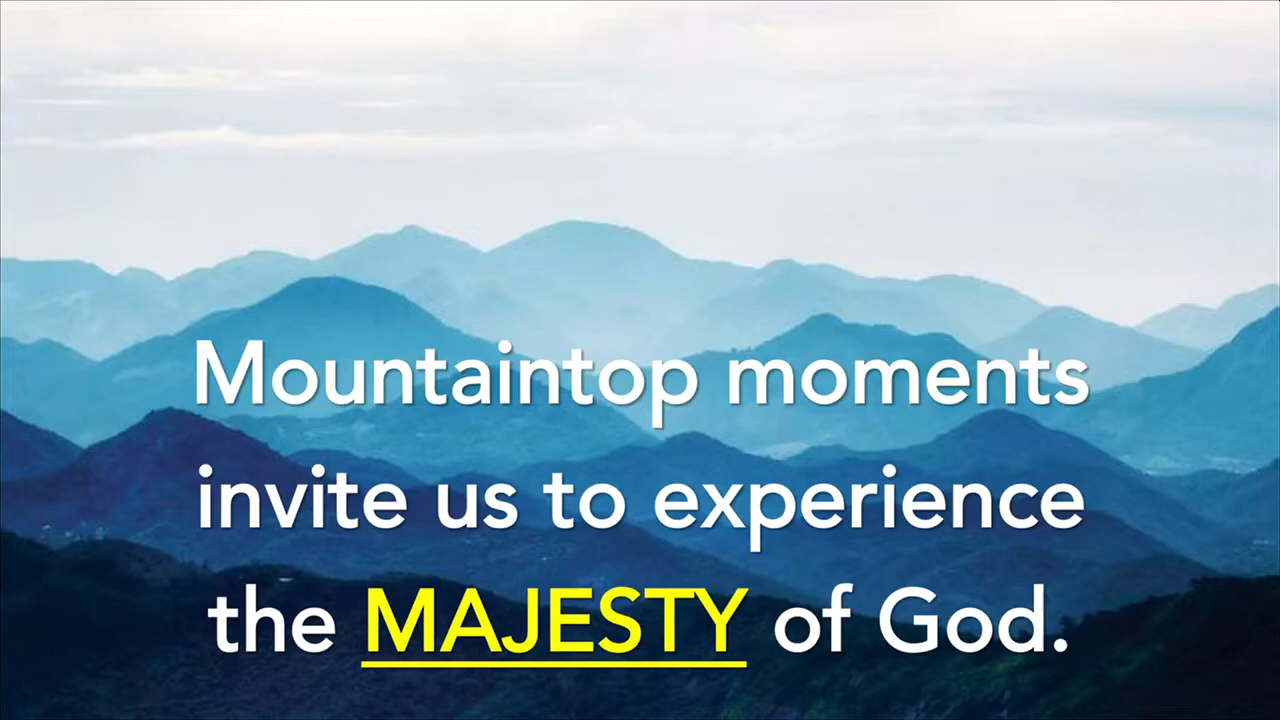 Mountaintop moments
invite us to experience
the MAJESTY of God.